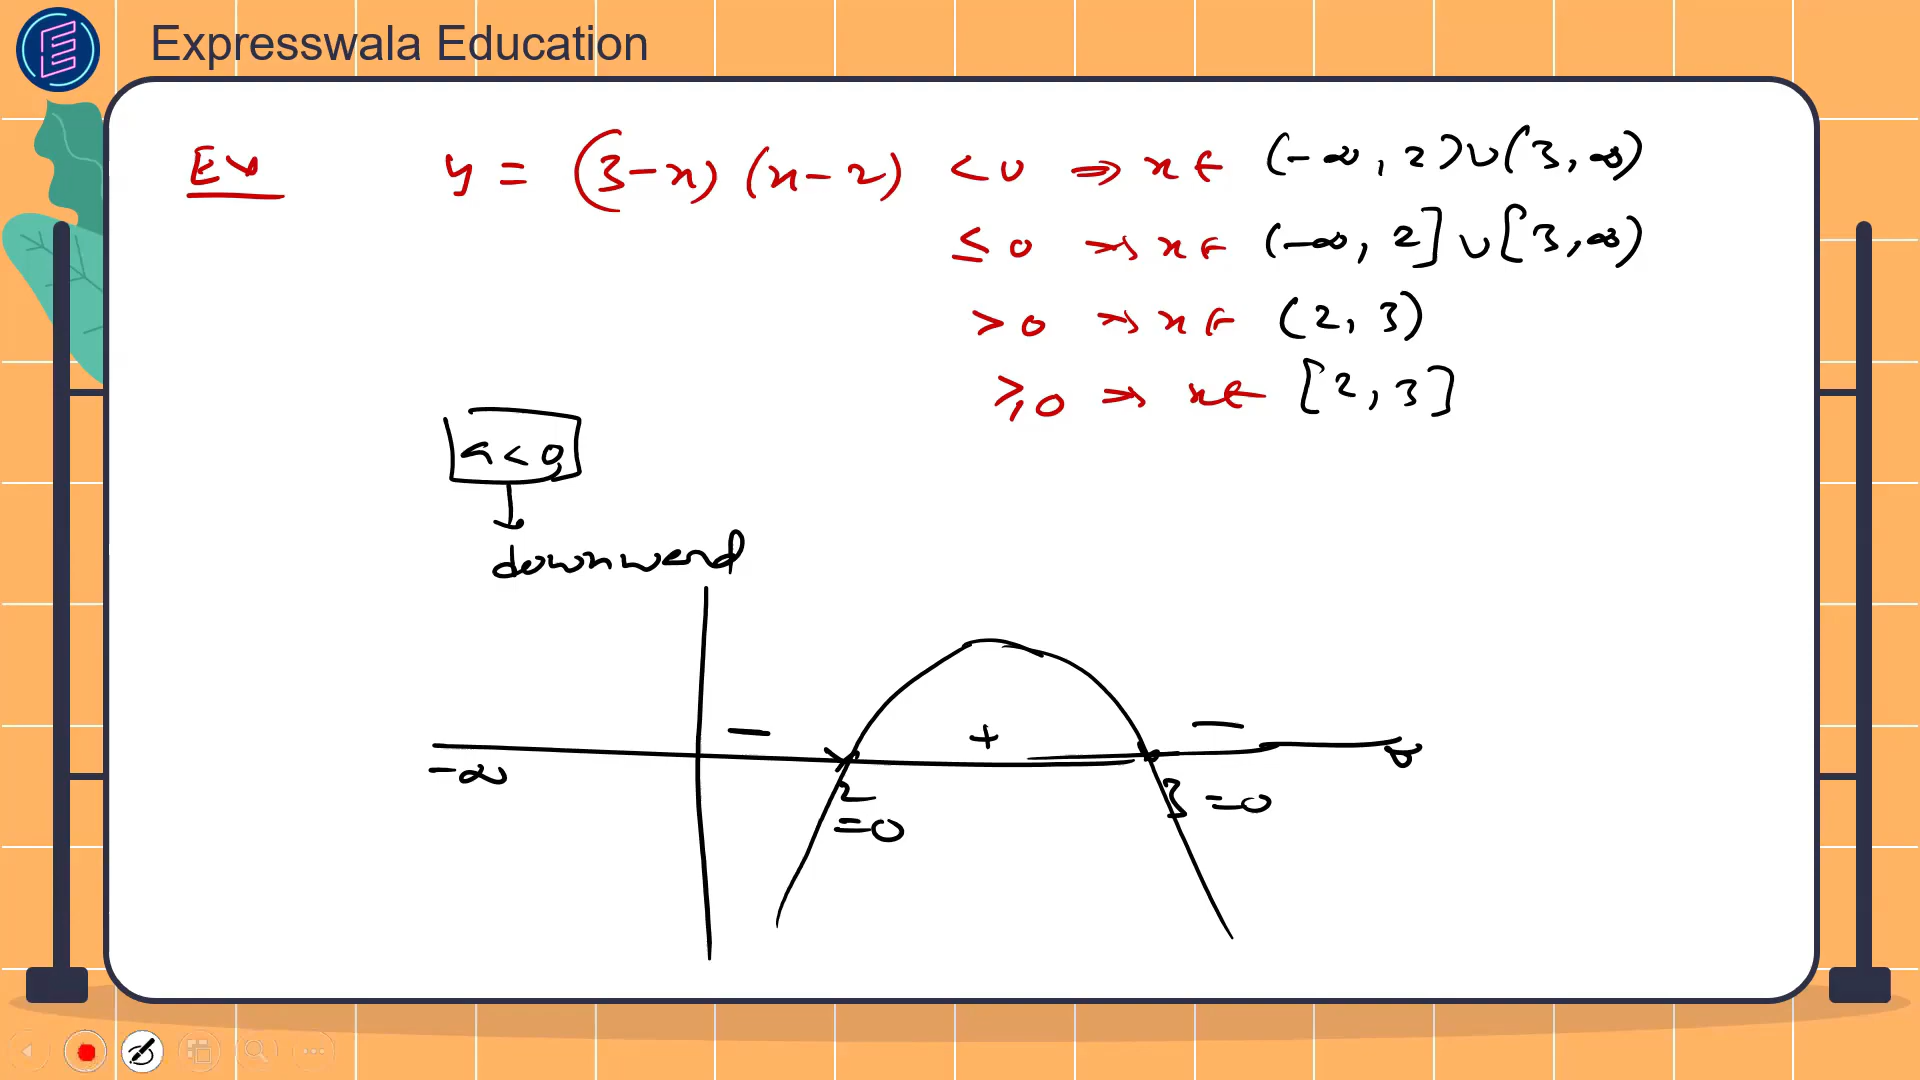 Expresswala Education
Ex y = (3-x) (x-2) < 0 ⇒ x ∈ (-∞, 2) ∪ (3, ∞)
≤ 0 ⇒ x ∈ (-∞, 2] ∪ [3, ∞)
> 0 ⇒ x ∈ (2, 3)
≥ 0 ⇒ x ∈ [2, 3]
a < 0
↓
downward
− + −
-∞ 2 3 =0 ∞
=0